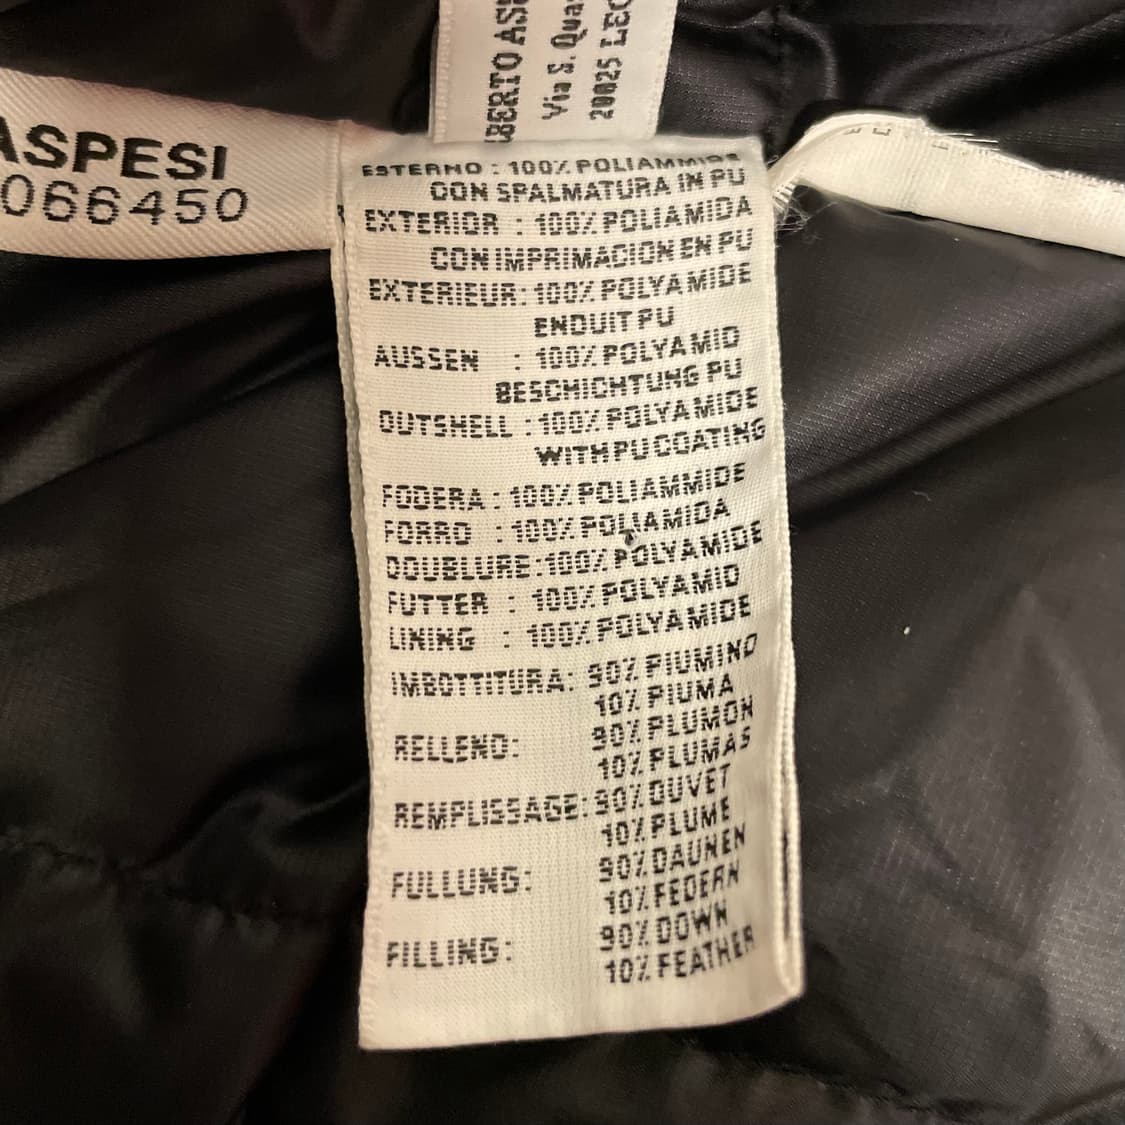 BERTO ASP
Via S. Qua
20025 LEG
ASPESI
066450
ESTERNO : 100% POLIAMMIDE
CON SPALMATURA IN PU
EXTERIOR : 100% POLIAMIDA
CON IMPRIMACION EN PU
EXTERIEUR: 100% POLYAMIDE
ENDUIT PU
AUSSEN : 100% POLYAMID
BESCHICHTUNG PU
OUTSHELL : 100% POLYAMIDE
WITH PU COATING
FODERA : 100% POLIAMMIDE
FORRO : 100% POLIAMIDA
DOUBLURE:100% POLYAMIDE
FUTTER : 100% POLYAMID
LINING : 100% POLYAMIDE
IMBOTTITURA: 90% PIUMINO
10% PIUMA
RELLENO: 90% PLUMON
10% PLUMAS
REMPLISSAGE: 90% DUVET
10% PLUME
FULLUNG: 90% DAUNEN
10% FEDERN
FILLING: 90% DOWN
10% FEATHER